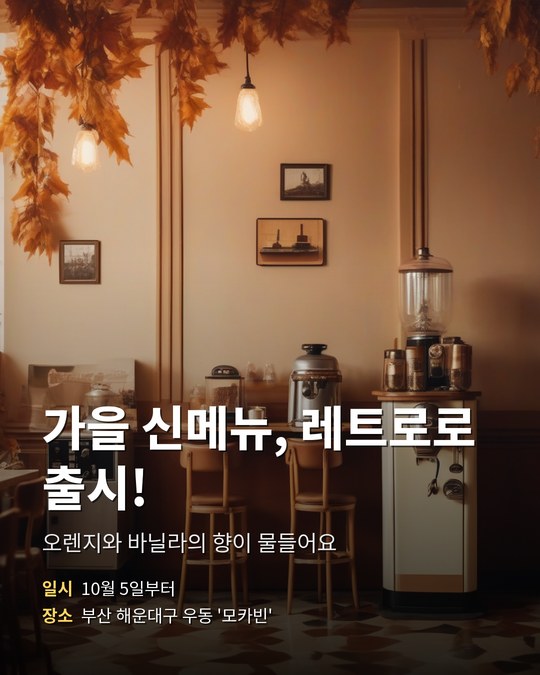 가을 신메뉴, 레트로로
출시!
오렌지와 바닐라의 향이 물들어요
일시 10월 5일부터
장소 부산 해운대구 우동 '모카빈'